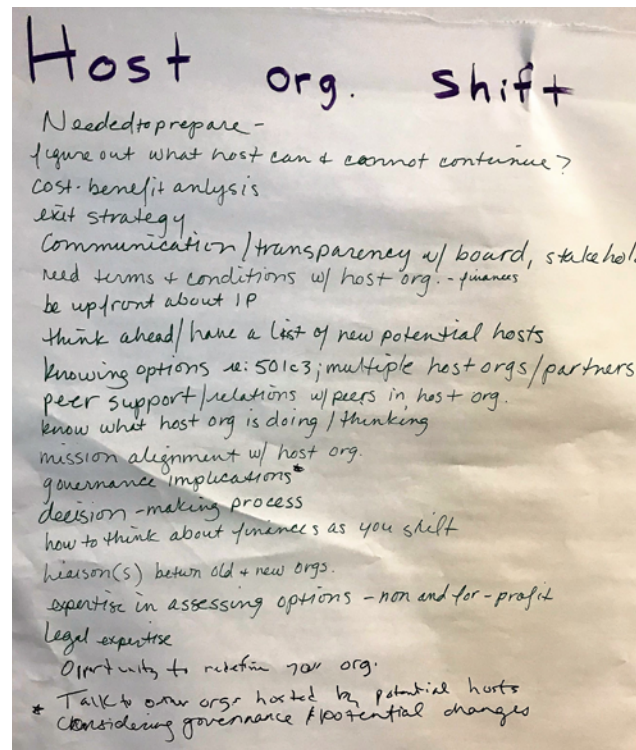 Host org. shift
Needed to prepare -
figure out what host can & cannot continue?
cost-benefit anlysis
exit strategy
Communication/transparency w/ board, stakehol
need terms & conditions w/ host org. - finances
be upfront about IP
think ahead/have a list of new potential hosts
knowing options re: 501c3; multiple host orgs/partners
peer support/relations w/ peers in host org.
know what host org is doing/thinking
mission alignment w/ host org.
governance implications*
decision-making process
how to think about finances as you shift
liaison(s) betwn old & new orgs.
expertise in assessing options - non and for-profit
Legal expertise
Opportunity to redefine your org.
* Talk to other orgs hosted by potential hosts
considering governance & potential changes